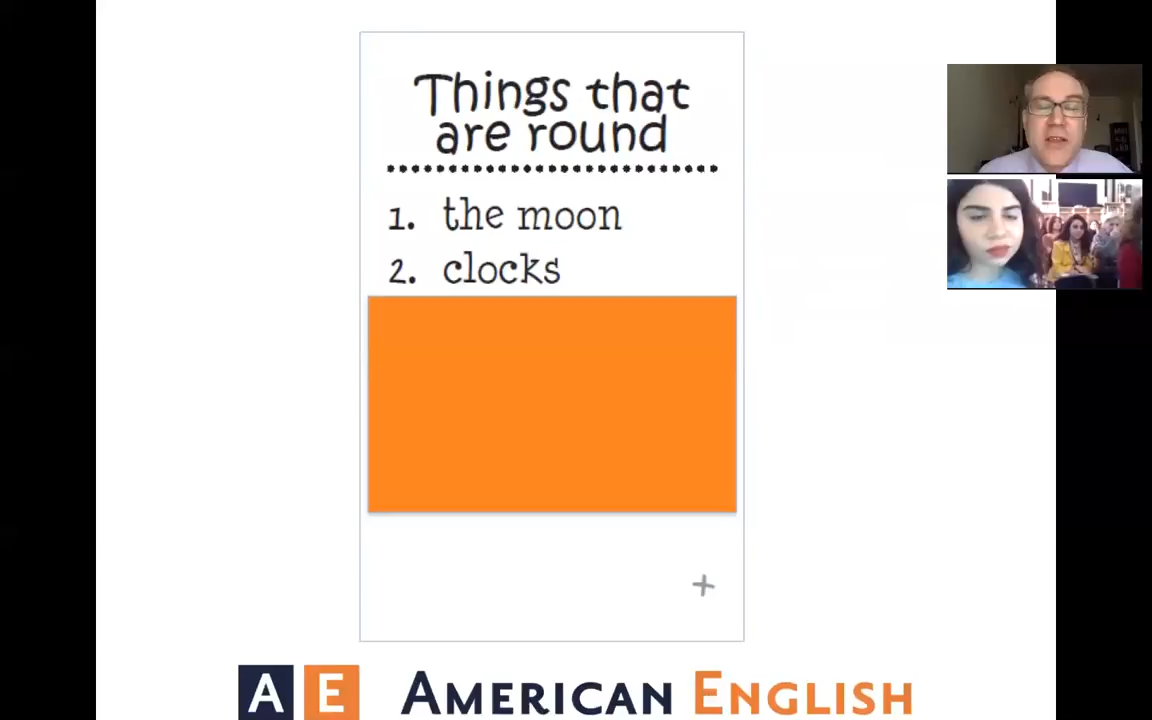 Things that
are round
1. the moon
2. clocks
+
AE AMERICAN ENGLISH